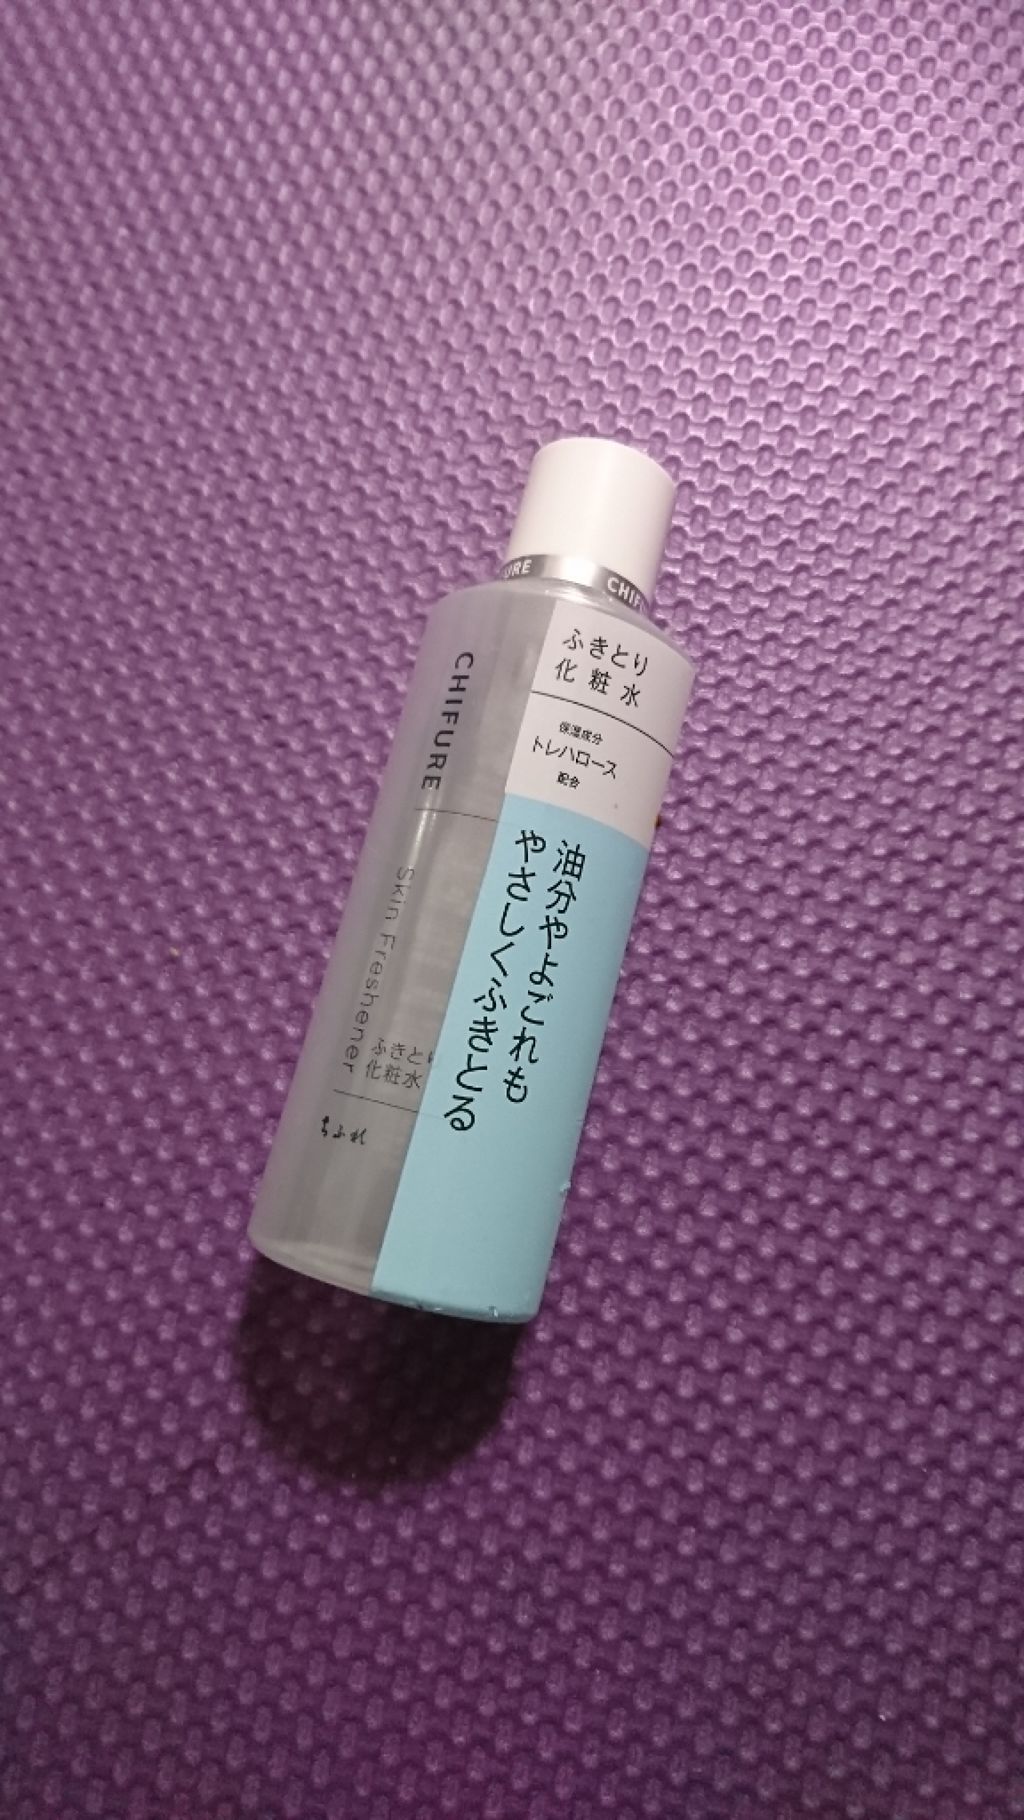 URE CHIF
ふきとり
化粧水
保湿成分
トレハロース
配合
油分やよごれも
やさしくふきとる
CHIFURE
Skin Freshener
ふきとり
化粧水
ちふれ